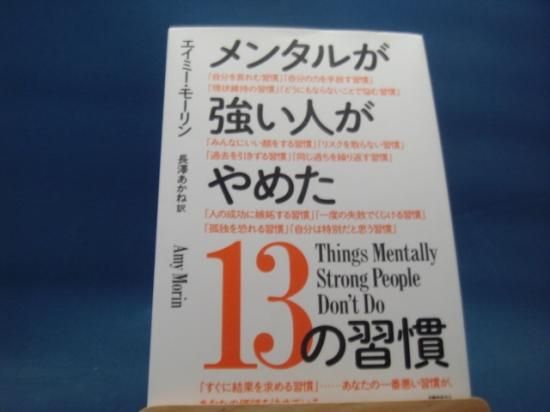 メンタルが
「自分を哀れむ習慣」「自分の力を手放す習慣」
「現状維持の習慣」「どうにもならないことで悩む習慣」
強い人が
「みんなにいい顔をする習慣」「リスクを取らない習慣」
「過去を引きずる習慣」「同じ過ちを繰り返す習慣」
やめた
「人の成功に嫉妬する習慣」「一度の失敗でくじける習慣」
「孤独を恐れる習慣」「自分は特別だと思う習慣」
13
Things Mentally
Strong People
Don't Do
の習慣
「すぐに結果を求める習慣」……あなたの一番悪い習慣が、
エイミー・モーリン
長澤あかね 訳
Amy Morin